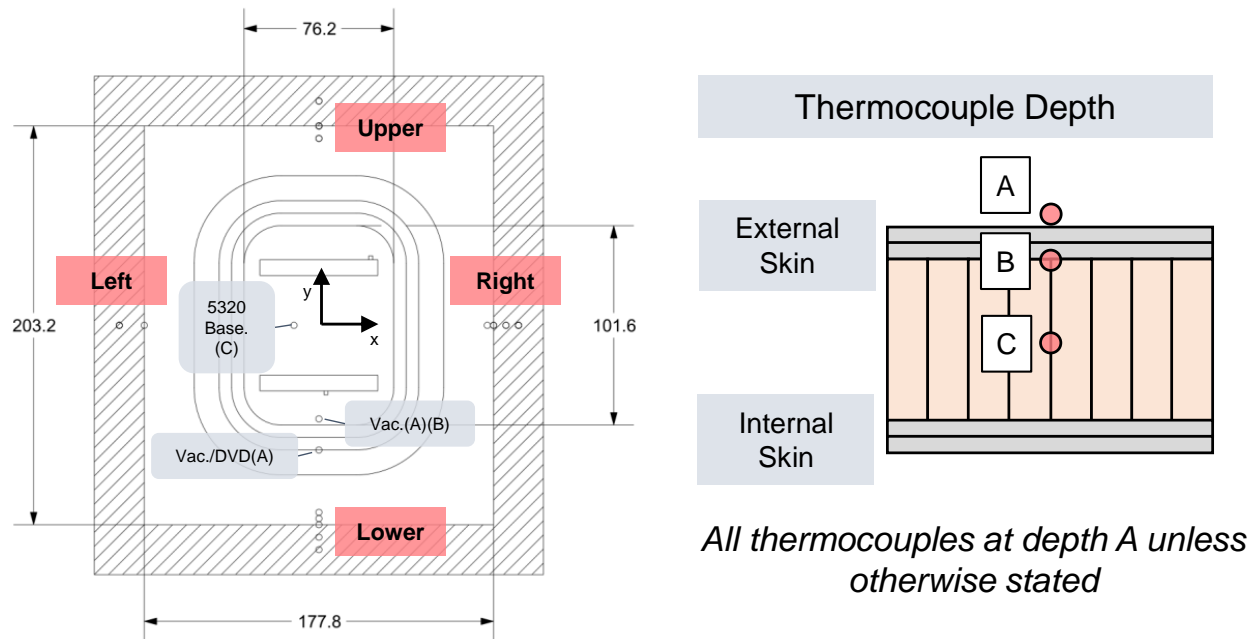 76.2
Upper
Left
Right
203.2
5320
Base.
(C)
y
x
101.6
Vac.(A)(B)
Vac./DVD(A)
Lower
177.8
Thermocouple Depth
A
External
Skin
B
C
Internal
Skin
All thermocouples at depth A unless
otherwise stated